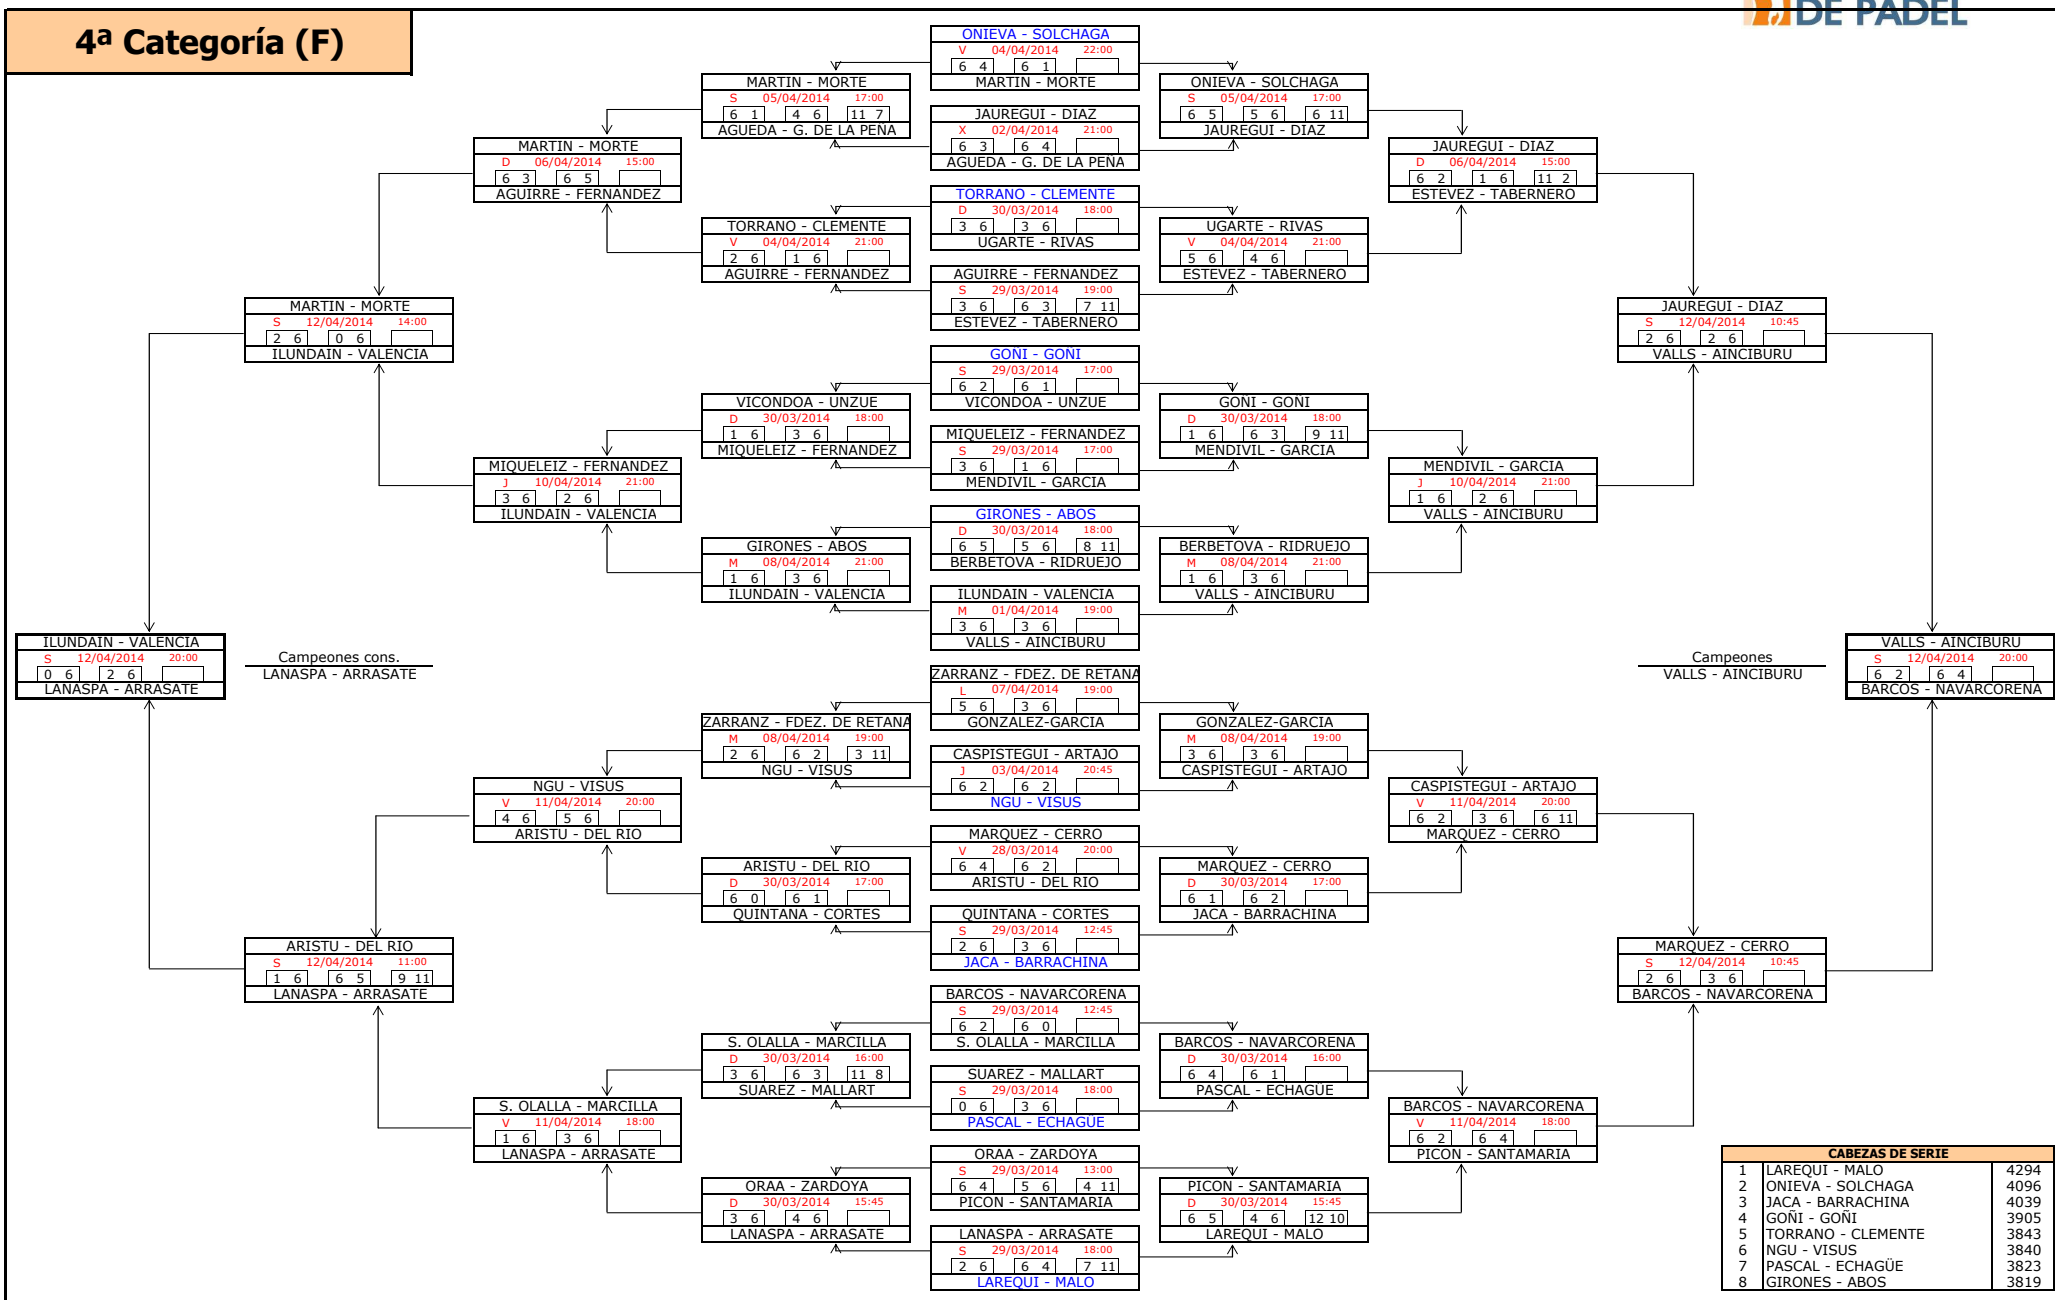 DE PADEL
4ª Categoría (F)
ONIEVA - SOLCHAGA
V 04/04/2014 22:00
6 4 6 1
MARTIN - MORTE
JAUREGUI - DIAZ
X 02/04/2014 21:00
6 3 6 4
AGUEDA - G. DE LA PEÑA
TORRANO - CLEMENTE
D 30/03/2014 18:00
3 6 3 6
UGARTE - RIVAS
AGUIRRE - FERNANDEZ
S 29/03/2014 19:00
3 6 6 3 7 11
ESTEVEZ - TABERNERO
GOÑI - GOÑI
S 29/03/2014 17:00
6 2 6 1
VICONDOA - UNZUE
MIQUELEIZ - FERNANDEZ
S 29/03/2014 17:00
3 6 1 6
MENDIVIL - GARCIA
GIRONES - ABOS
D 30/03/2014 18:00
6 5 5 6 8 11
BERBETOVA - RIDRUEJO
ILUNDAIN - VALENCIA
M 01/04/2014 19:00
3 6 3 6
VALLS - AINCIBURU
ZARRANZ - FDEZ. DE RETANA
L 07/04/2014 19:00
5 6 3 6
GONZALEZ-GARCIA
CASPISTEGUI - ARTAJO
J 03/04/2014 20:45
6 2 6 2
NGU - VISUS
MARQUEZ - CERRO
V 28/03/2014 20:00
6 4 6 2
ARISTU - DEL RIO
QUINTANA - CORTES
S 29/03/2014 12:45
2 6 3 6
JACA - BARRACHINA
BARCOS - NAVARCORENA
S 29/03/2014 12:45
6 2 6 0
S. OLALLA - MARCILLA
SUAREZ - MALLART
S 29/03/2014 18:00
0 6 3 6
PASCAL - ECHAGÜE
ORAA - ZARDOYA
S 29/03/2014 13:00
6 4 5 6 4 11
PICON - SANTAMARIA
LANASPA - ARRASATE
S 29/03/2014 18:00
2 6 6 4 7 11
LAREQUI - MALO
MARTIN - MORTE
S 05/04/2014 17:00
6 1 4 6 11 7
AGUEDA - G. DE LA PEÑA
TORRANO - CLEMENTE
V 04/04/2014 21:00
2 6 1 6
AGUIRRE - FERNANDEZ
VICONDOA - UNZUE
D 30/03/2014 18:00
1 6 3 6
MIQUELEIZ - FERNANDEZ
GIRONES - ABOS
M 08/04/2014 21:00
1 6 3 6
ILUNDAIN - VALENCIA
ZARRANZ - FDEZ. DE RETANA
M 08/04/2014 19:00
2 6 6 2 3 11
NGU - VISUS
ARISTU - DEL RIO
D 30/03/2014 17:00
6 0 6 1
QUINTANA - CORTES
S. OLALLA - MARCILLA
D 30/03/2014 16:00
3 6 6 3 11 8
SUAREZ - MALLART
ORAA - ZARDOYA
D 30/03/2014 15:45
3 6 4 6
LANASPA - ARRASATE
MARTIN - MORTE
D 06/04/2014 15:00
6 3 6 5
AGUIRRE - FERNANDEZ
MIQUELEIZ - FERNANDEZ
J 10/04/2014 21:00
3 6 2 6
ILUNDAIN - VALENCIA
NGU - VISUS
V 11/04/2014 20:00
4 6 5 6
ARISTU - DEL RIO
S. OLALLA - MARCILLA
V 11/04/2014 18:00
1 6 3 6
LANASPA - ARRASATE
MARTIN - MORTE
S 12/04/2014 14:00
2 6 0 6
ILUNDAIN - VALENCIA
ARISTU - DEL RIO
S 12/04/2014 11:00
1 6 6 5 9 11
LANASPA - ARRASATE
ILUNDAIN - VALENCIA
S 12/04/2014 20:00
0 6 2 6
LANASPA - ARRASATE
Campeones cons.
LANASPA - ARRASATE
ONIEVA - SOLCHAGA
S 05/04/2014 17:00
6 5 5 6 6 11
JAUREGUI - DIAZ
UGARTE - RIVAS
V 04/04/2014 21:00
5 6 4 6
ESTEVEZ - TABERNERO
GOÑI - GOÑI
D 30/03/2014 18:00
1 6 6 3 9 11
MENDIVIL - GARCIA
BERBETOVA - RIDRUEJO
M 08/04/2014 21:00
1 6 3 6
VALLS - AINCIBURU
GONZALEZ-GARCIA
M 08/04/2014 19:00
3 6 3 6
CASPISTEGUI - ARTAJO
MARQUEZ - CERRO
D 30/03/2014 17:00
6 1 6 2
JACA - BARRACHINA
BARCOS - NAVARCORENA
D 30/03/2014 16:00
6 4 6 1
PASCAL - ECHAGÜE
PICON - SANTAMARIA
D 30/03/2014 15:45
6 5 4 6 12 10
LAREQUI - MALO
JAUREGUI - DIAZ
D 06/04/2014 15:00
6 2 1 6 11 2
ESTEVEZ - TABERNERO
MENDIVIL - GARCIA
J 10/04/2014 21:00
1 6 2 6
VALLS - AINCIBURU
CASPISTEGUI - ARTAJO
V 11/04/2014 20:00
6 2 3 6 6 11
MARQUEZ - CERRO
BARCOS - NAVARCORENA
V 11/04/2014 18:00
6 2 6 4
PICON - SANTAMARIA
JAUREGUI - DIAZ
S 12/04/2014 10:45
2 6 2 6
VALLS - AINCIBURU
MARQUEZ - CERRO
S 12/04/2014 10:45
2 6 3 6
BARCOS - NAVARCORENA
Campeones
VALLS - AINCIBURU
VALLS - AINCIBURU
S 12/04/2014 20:00
6 2 6 4
BARCOS - NAVARCORENA
CABEZAS DE SERIE
1 LAREQUI - MALO 4294
2 ONIEVA - SOLCHAGA 4096
3 JACA - BARRACHINA 4039
4 GOÑI - GOÑI 3905
5 TORRANO - CLEMENTE 3843
6 NGU - VISUS 3840
7 PASCAL - ECHAGÜE 3823
8 GIRONES - ABOS 3819